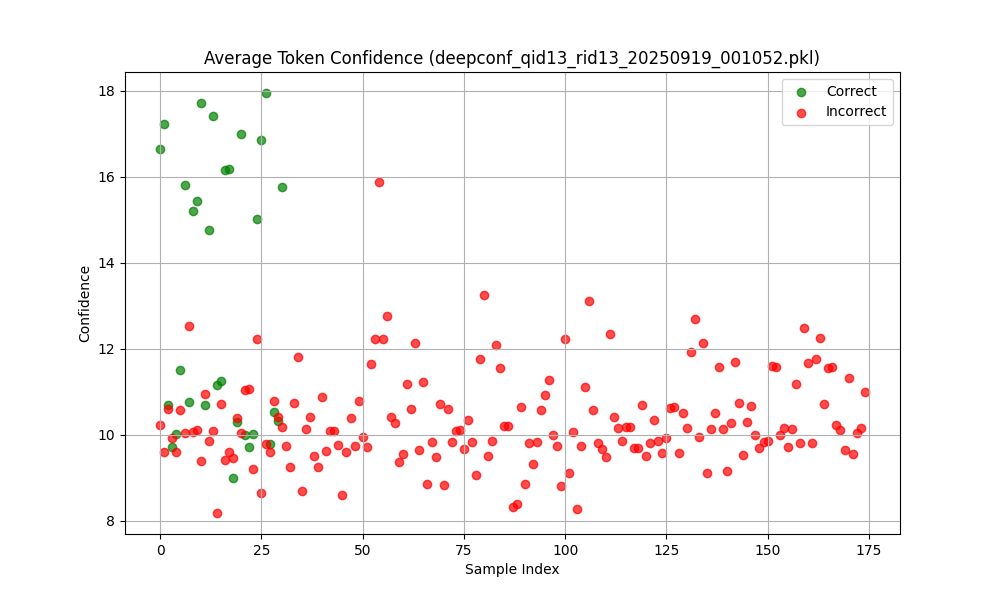 Average Token Confidence (deepconf_qid13_rid13_20250919_001052.pkl)
Correct
Incorrect
18
16
14
12
10
8
Confidence
0
25
50
75
100
125
150
175
Sample Index